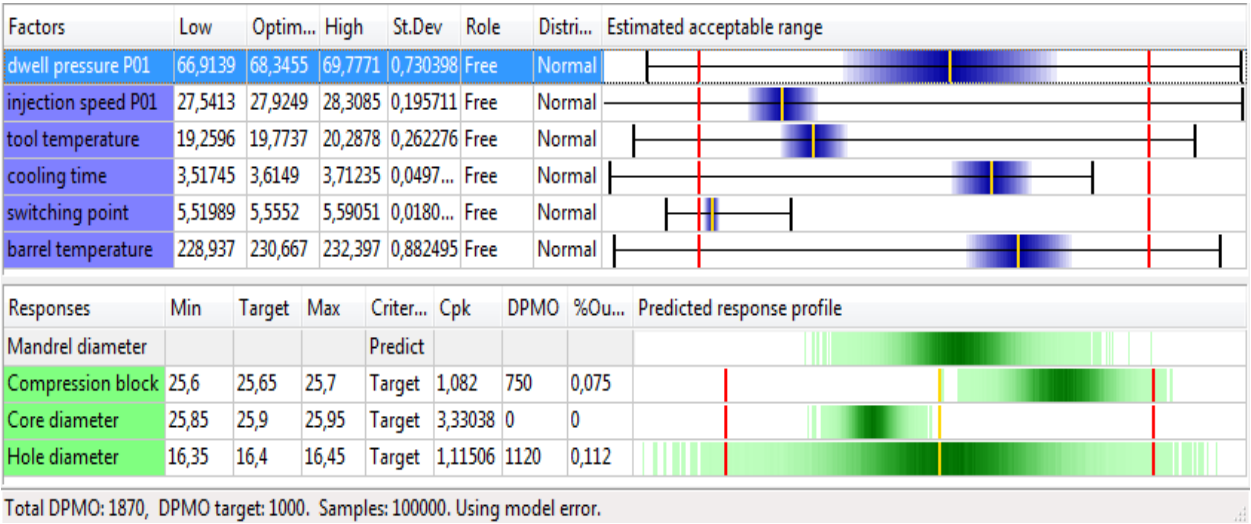 Factors Low Optim... High St.Dev Role Distri... Estimated acceptable range
dwell pressure P01 66,9139 68,3455 69,7771 0,730398 Free Normal
injection speed P01 27,5413 27,9249 28,3085 0,195711 Free Normal
tool temperature 19,2596 19,7737 20,2878 0,262276 Free Normal
cooling time 3,51745 3,6149 3,71235 0,0497... Free Normal
switching point 5,51989 5,5552 5,59051 0,0180... Free Normal
barrel temperature 228,937 230,667 232,397 0,882495 Free Normal
Responses Min Target Max Criter... Cpk DPMO %Ou... Predicted response profile
Mandrel diameter Predict
Compression block 25,6 25,65 25,7 Target 1,082 750 0,075
Core diameter 25,85 25,9 25,95 Target 3,33038 0 0
Hole diameter 16,35 16,4 16,45 Target 1,11506 1120 0,112
Total DPMO: 1870, DPMO target: 1000. Samples: 100000. Using model error.